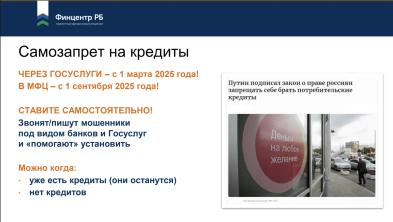 Финцентр РБ
Самозапрет на кредиты
ЧЕРЕЗ ГОСУСЛУГИ – с 1 марта 2025 года!
В МФЦ – с 1 сентября 2025 года!
СТАВИТЕ САМОСТОЯТЕЛЬНО!
Звонят/пишут мошенники
под видом банков и Госуслуг
и «помогают» установить
Можно когда:
· уже есть кредиты (они останутся)
· нет кредитов
Путин подписал закон о праве россиян
запрещать себе брать потребительские
кредиты
Деньги
на любое
желание